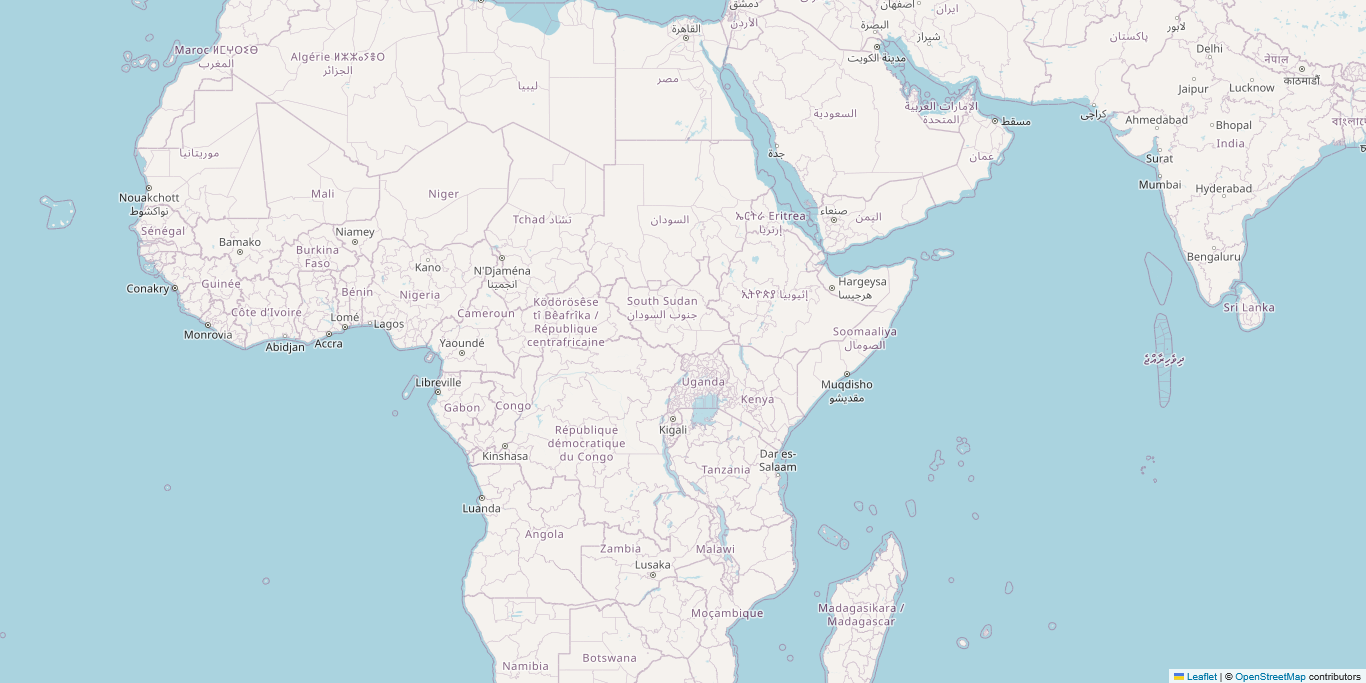 دمشق
اصفهان
ایران
الأردن
البصرة
القاهرة
شیراز
لاہور
پاکستان
Delhi
Maroc ⵍⵎⵖⵔⵉⴱ
المغرب
Algérie ⵍⵣⵣⴰⵢⴻⵔ
الجزائر
مدينة الكويت
नेपाल
काठमाडौं
مصر
ليبيا
Jaipur
Lucknow
الإمارات العربية
المتحدة
السعودية
كراچى
مسقط
Ahmedabad
Bhopal
India
موريتانيا
جدة
عمان
Surat
Mumbai
Hyderabad
Nouakchott
نواكشوط
Mali
Niger
Tchad تشاد
السودان
ኤርትራ Eritrea
إرتريا
صنعاء
اليمن
Sénégal
Niamey
Bamako
Burkina
Faso
Kano
N'Djaména
انجمينا
Bengaluru
Conakry
Guinée
Bénin
Nigeria
Côte d'Ivoire
Cameroun
Ködörösêse
tî Bêafrîka /
République
centrafricaine
South Sudan
جنوب السودان
ኢትዮጵያ إثيوبيا
Hargeysa
هرجيسا
Sri Lanka
Monrovia
Abidjan
Lomé
Accra
Lagos
Yaoundé
Soomaaliya
الصومال
ދިވެހިރާއްޖެ
Libreville
Uganda
Muqdisho
مقديشو
Gabon
Congo
Kenya
Kigali
République
démocratique
du Congo
Kinshasa
Dar es-
Salaam
Tanzania
Luanda
Angola
Zambia
Malawi
Lusaka
Moçambique
Madagasikara /
Madagascar
Namibia
Botswana
Leaflet | © OpenStreetMap contributors